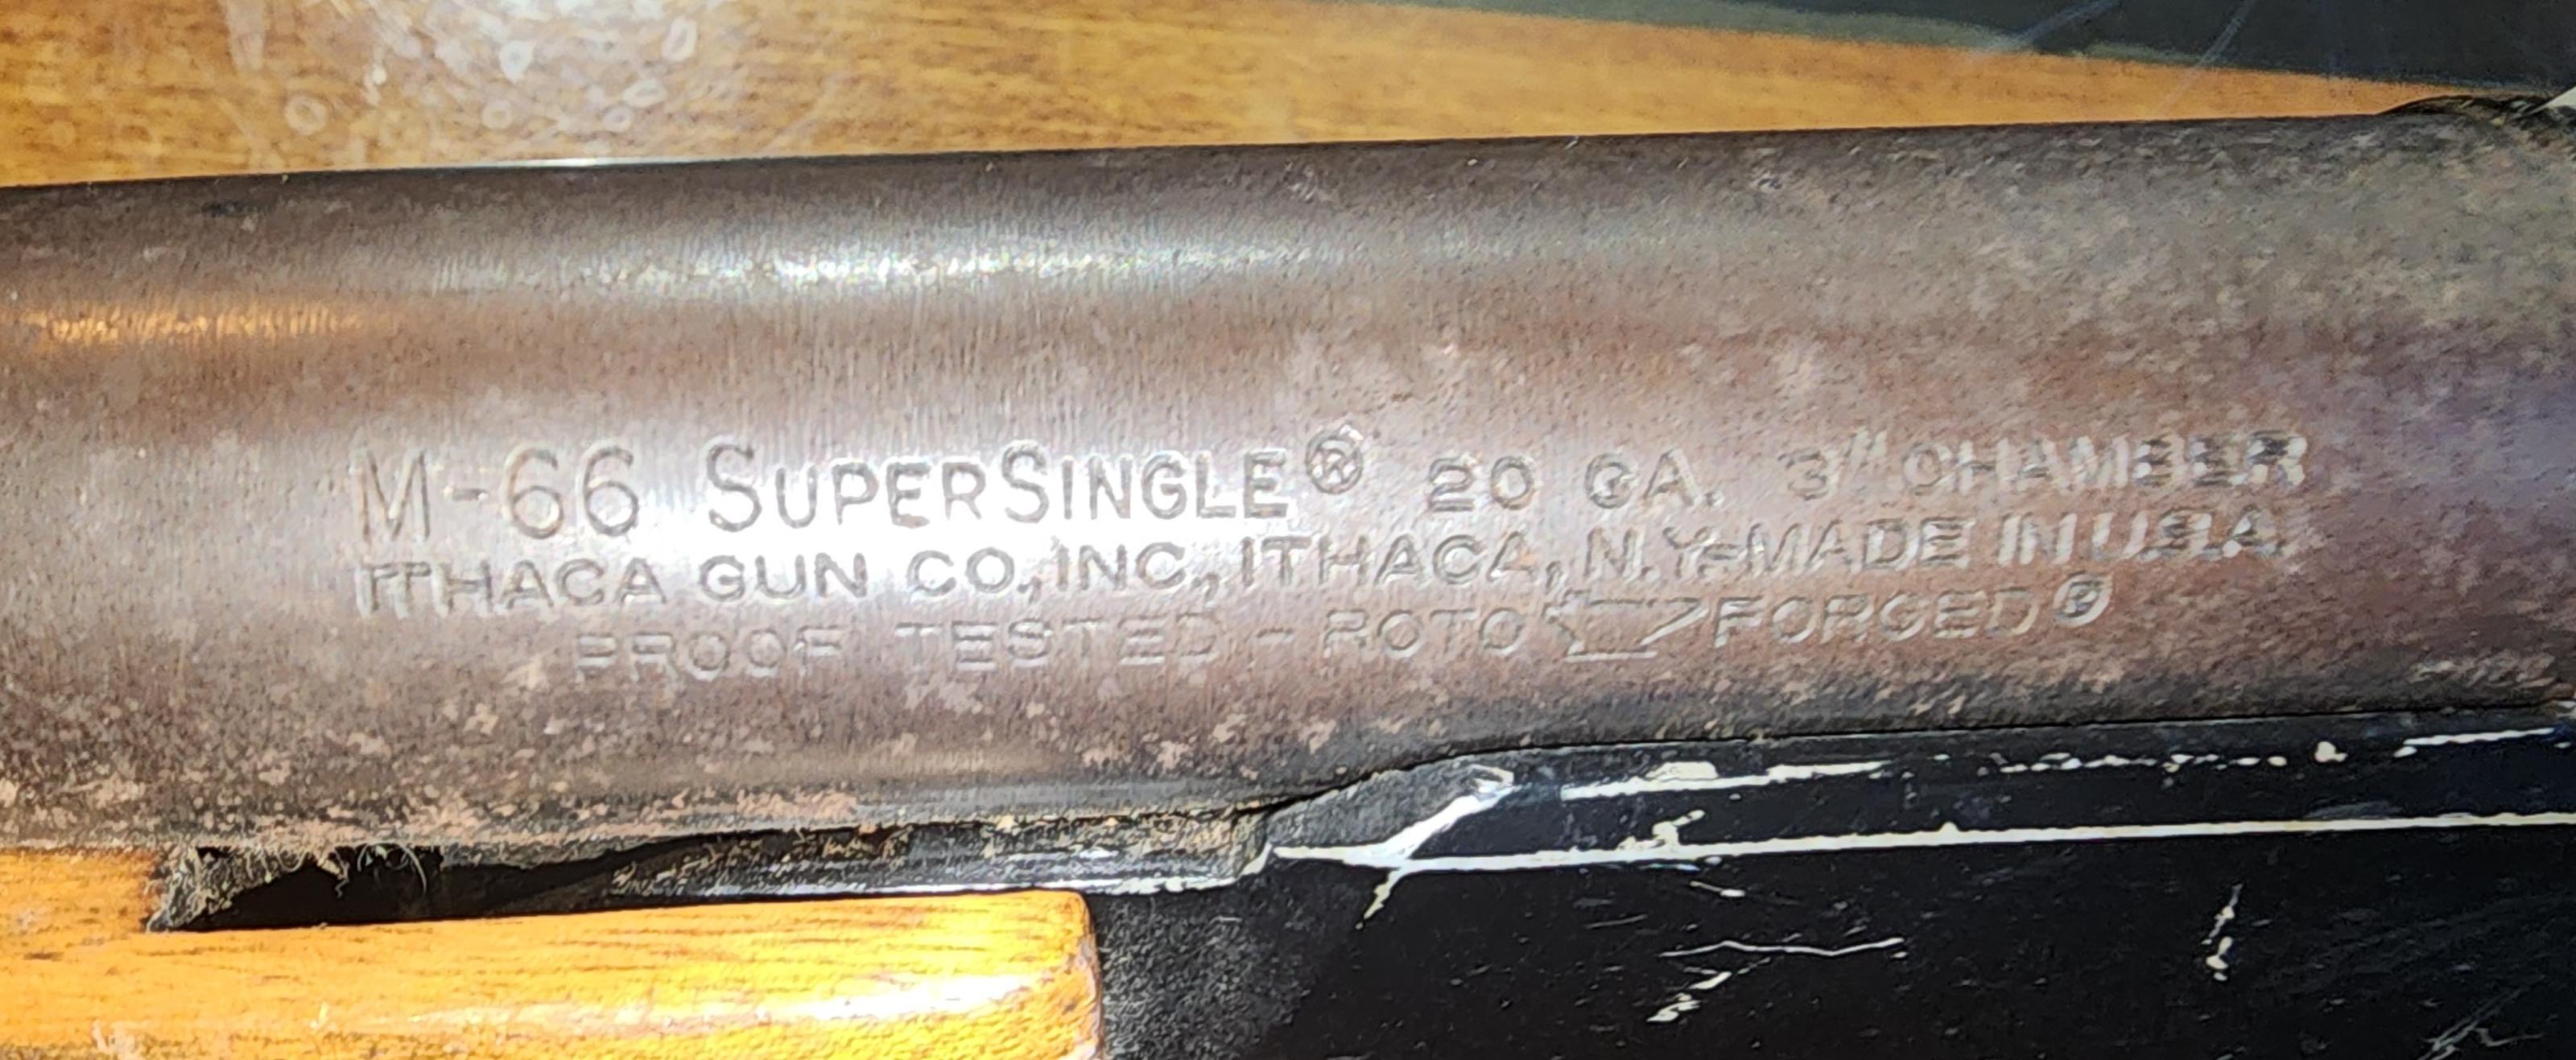 M-66 SUPERSINGLE® 20 GA. 3" CHAMBER
ITHACA GUN CO., INC., ITHACA, N.Y.-MADE IN U.S.A.
PROOF TESTED - ROTO FORGED®